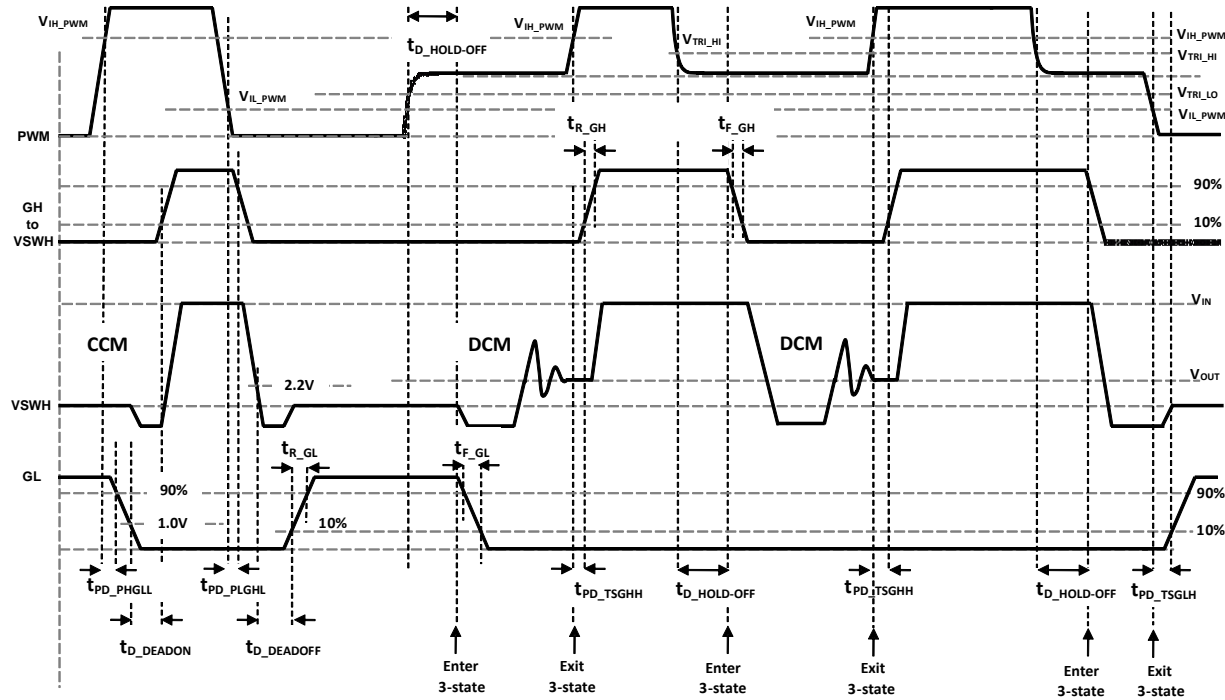 VIH_PWM
VIH_PWM
VIH_PWM
VIH_PWM
tD_HOLD-OFF
VTRI_HI
VTRI_HI
VIL_PWM
VTRI_LO
VIL_PWM
PWM
tR_GH
tF_GH
90%
GH
to
VSWH
10%
VIN
CCM
DCM
DCM
2.2V
VOUT
VSWH
tR_GL
tF_GL
GL
90%
90%
1.0V
10%
10%
tPD_PHGLL
tPD_PLGHL
tPD_TSGHH
tD_HOLD-OFF
tPD_TSGHH
tD_HOLD-OFF
tPD_TSGLH
tD_DEADON
tD_DEADOFF
Enter
3-state
Exit
3-state
Enter
3-state
Exit
3-state
Enter
3-state
Exit
3-state